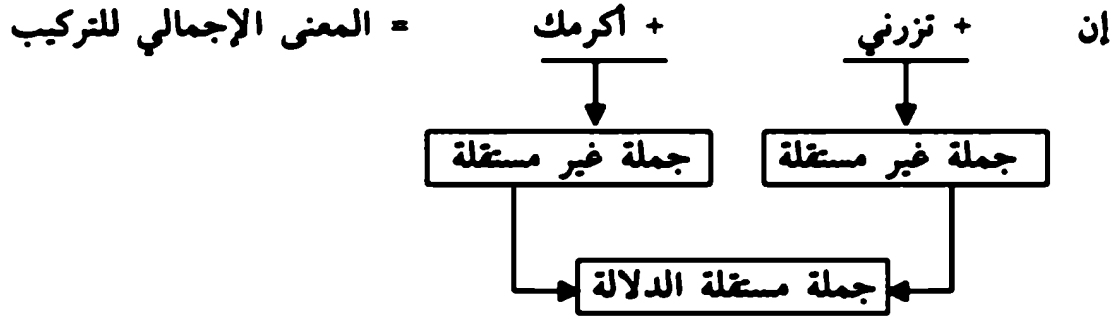 إن + تزرني + أكرمك = المعنى الإجمالي للتركيب
جملة غير مستقلة جملة غير مستقلة
جملة مستقلة الدلالة